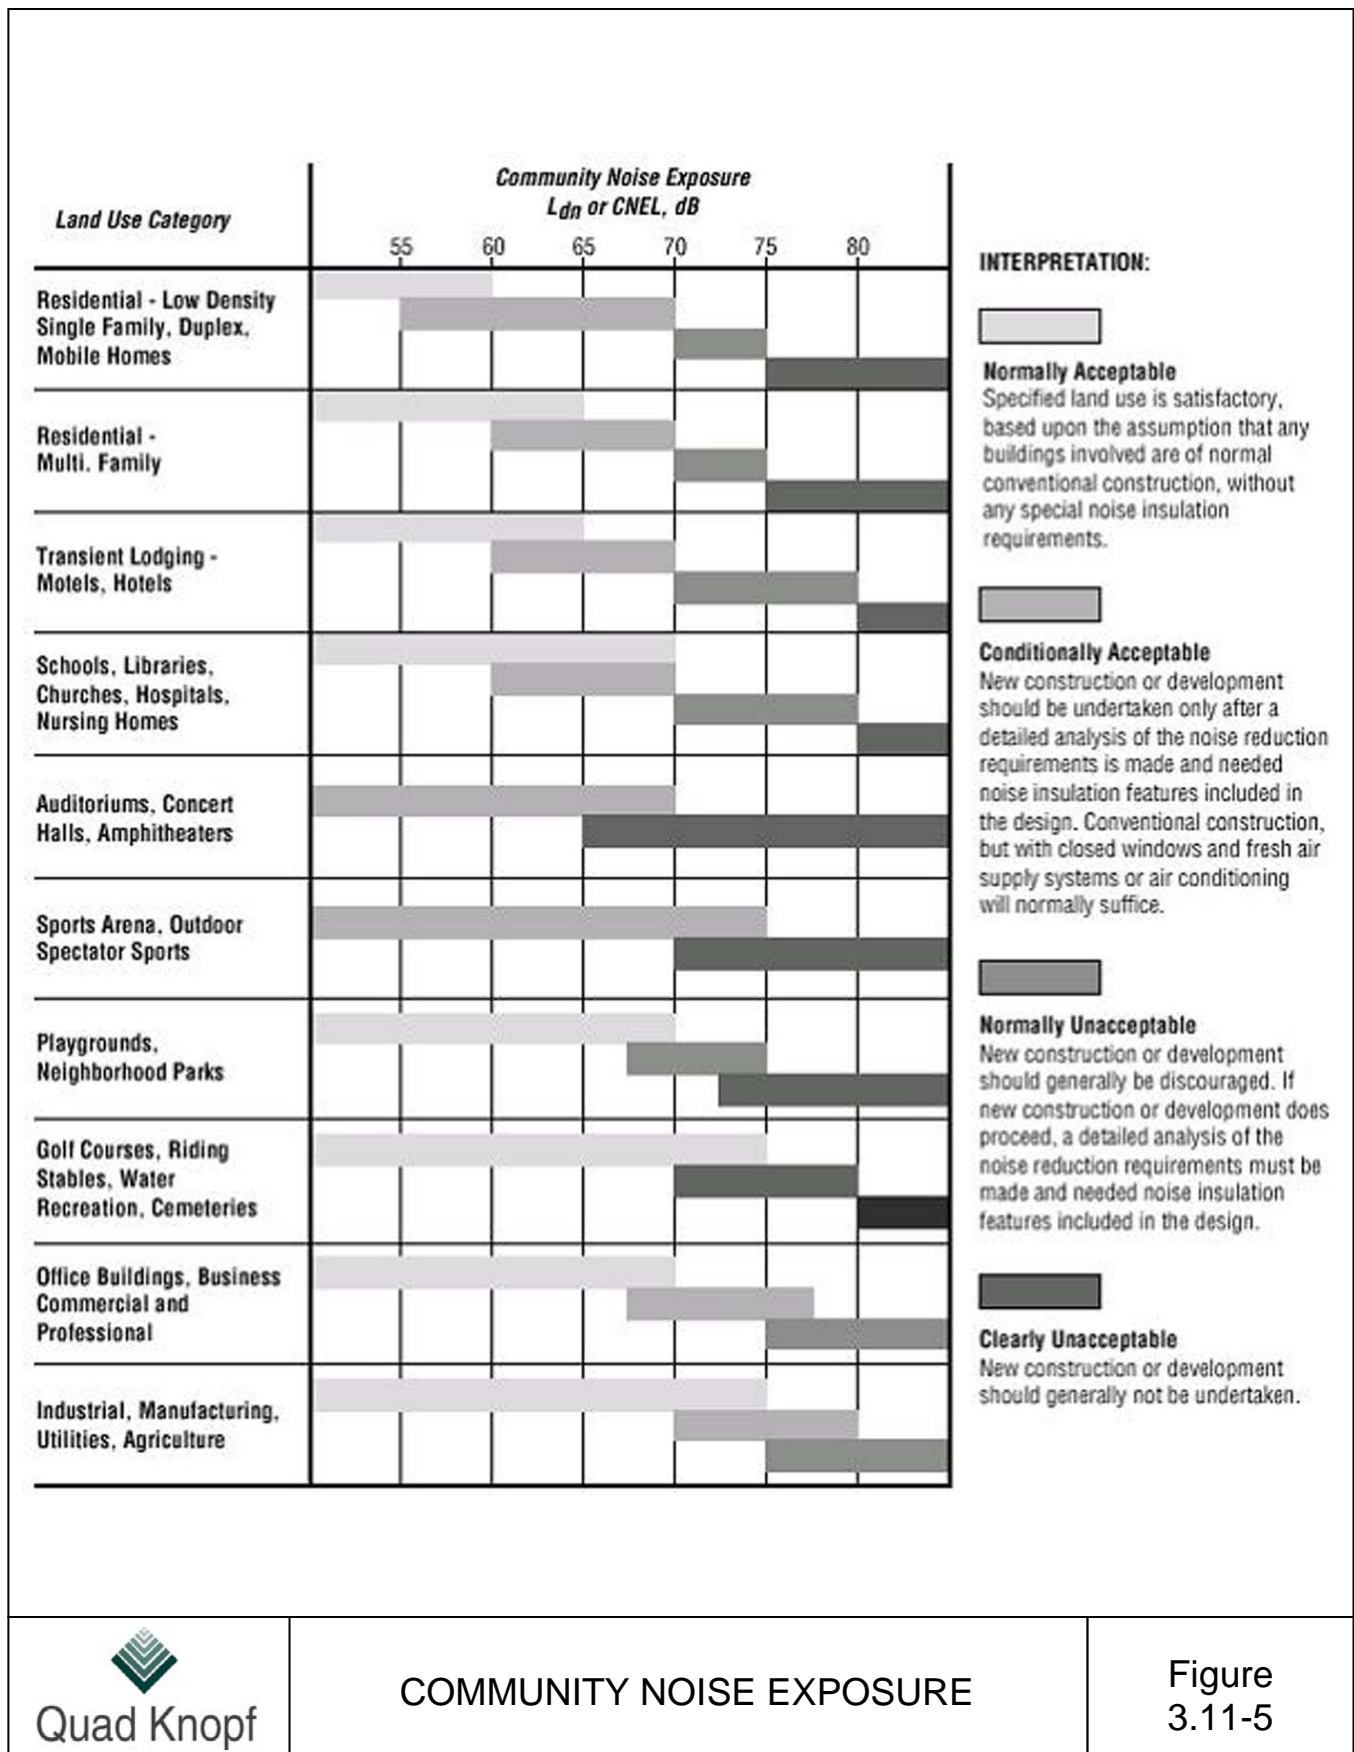 Community Noise Exposure
Ldn or CNEL, dB
Land Use Category
55 60 65 70 75 80
Residential - Low Density
Single Family, Duplex,
Mobile Homes
Residential -
Multi. Family
Transient Lodging -
Motels, Hotels
Schools, Libraries,
Churches, Hospitals,
Nursing Homes
Auditoriums, Concert
Halls, Amphitheaters
Sports Arena, Outdoor
Spectator Sports
Playgrounds,
Neighborhood Parks
Golf Courses, Riding
Stables, Water
Recreation, Cemeteries
Office Buildings, Business
Commercial and
Professional
Industrial, Manufacturing,
Utilities, Agriculture
INTERPRETATION:
Normally Acceptable
Specified land use is satisfactory,
based upon the assumption that any
buildings involved are of normal
conventional construction, without
any special noise insulation
requirements.
Conditionally Acceptable
New construction or development
should be undertaken only after a
detailed analysis of the noise reduction
requirements is made and needed
noise insulation features included in
the design. Conventional construction,
but with closed windows and fresh air
supply systems or air conditioning
will normally suffice.
Normally Unacceptable
New construction or development
should generally be discouraged. If
new construction or development does
proceed, a detailed analysis of the
noise reduction requirements must be
made and needed noise insulation
features included in the design.
Clearly Unacceptable
New construction or development
should generally not be undertaken.
Quad Knopf
COMMUNITY NOISE EXPOSURE
Figure
3.11-5